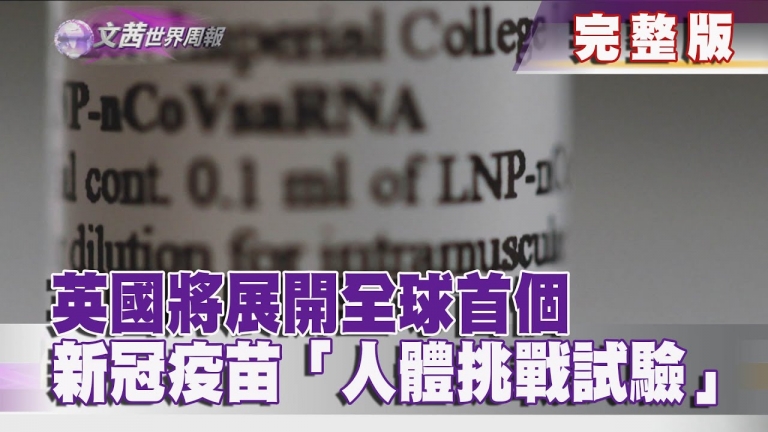 文茜世界周報
完整版
Imperial College
P-nCoVsaRNA
cont. 0.1 ml of LNP-nC
dilution for intramuscul
英國將展開全球首個
新冠疫苗「人體挑戰試驗」